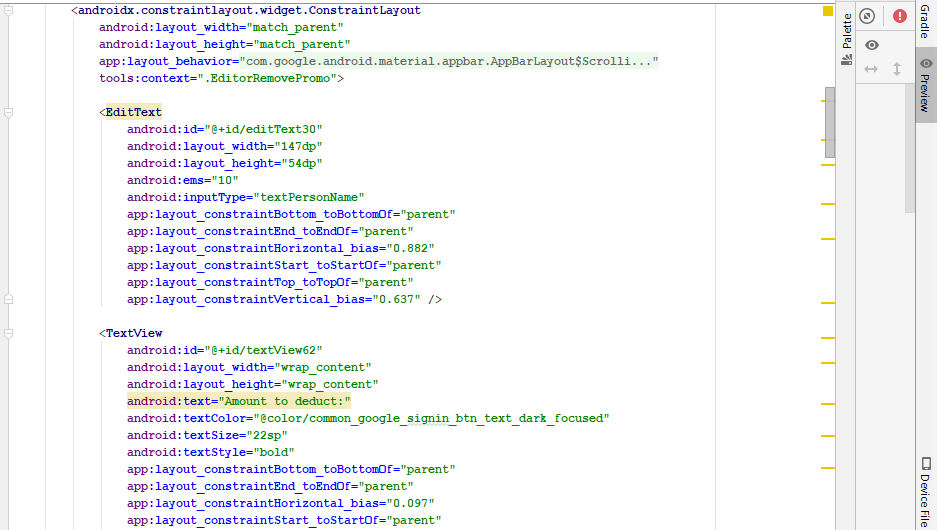 <androidx.constraintlayout.widget.ConstraintLayout
android:layout_width="match_parent"
android:layout_height="match_parent"
app:layout_behavior="com.google.android.material.appbar.AppBarLayout$Scrolli..."
tools:context=".EditorRemovePromo">
<EditText
android:id="@+id/editText30"
android:layout_width="147dp"
android:layout_height="54dp"
android:ems="10"
android:inputType="textPersonName"
app:layout_constraintBottom_toBottomOf="parent"
app:layout_constraintEnd_toEndOf="parent"
app:layout_constraintHorizontal_bias="0.882"
app:layout_constraintStart_toStartOf="parent"
app:layout_constraintTop_toTopOf="parent"
app:layout_constraintVertical_bias="0.637" />
<TextView
android:id="@+id/textView62"
android:layout_width="wrap_content"
android:layout_height="wrap_content"
android:text="Amount to deduct:"
android:textColor="@color/common_google_signin_btn_text_dark_focused"
android:textSize="22sp"
android:textStyle="bold"
app:layout_constraintBottom_toBottomOf="parent"
app:layout_constraintEnd_toEndOf="parent"
app:layout_constraintHorizontal_bias="0.097"
app:layout_constraintStart_toStartOf="parent"
Palette
Gradle
Preview
Device File